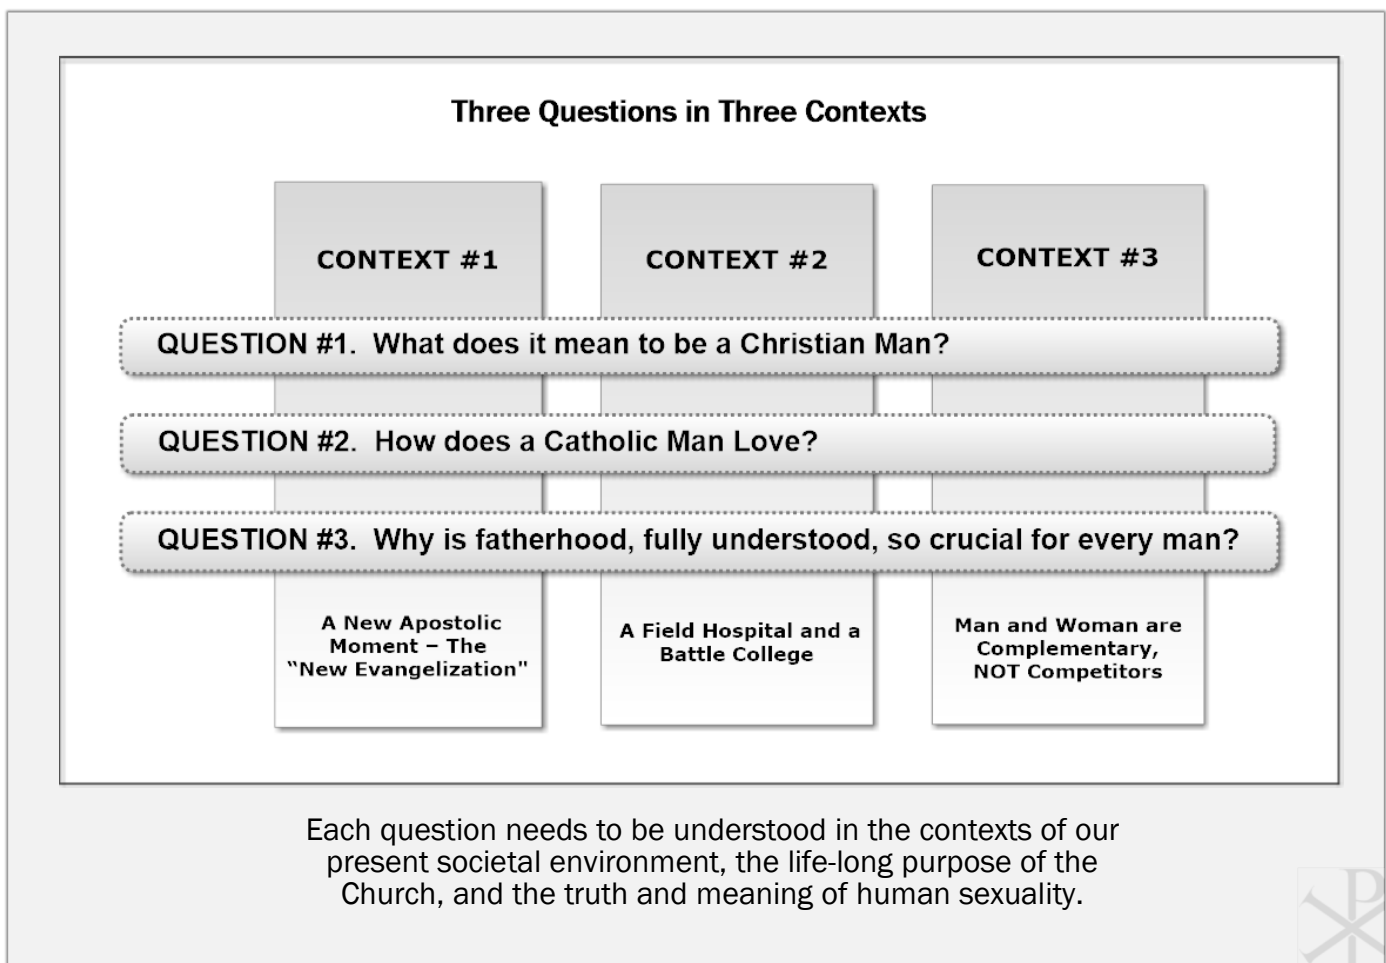 Three Questions in Three Contexts
CONTEXT #1
CONTEXT #2
CONTEXT #3
QUESTION #1.  What does it mean to be a Christian Man?
QUESTION #2.  How does a Catholic Man Love?
QUESTION #3.  Why is fatherhood, fully understood, so crucial for every man?
A New Apostolic
Moment – The
“New Evangelization"
A Field Hospital and a
Battle College
Man and Woman are
Complementary,
NOT Competitors
Each question needs to be understood in the contexts of our
present societal environment, the life-long purpose of the
Church, and the truth and meaning of human sexuality.